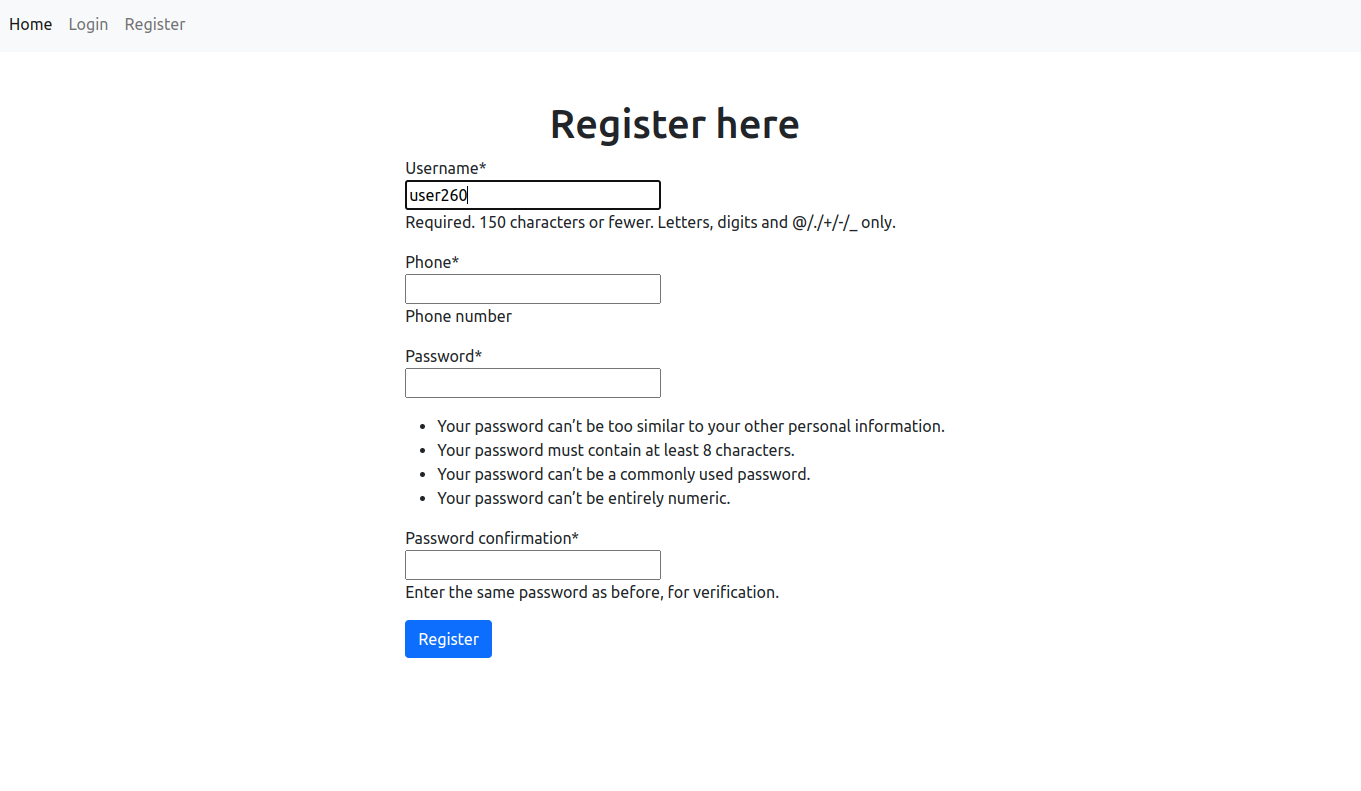 Home Login Register
Register here
Username*
user260
Required. 150 characters or fewer. Letters, digits and @/./+/-/_ only.
Phone*
Phone number
Password*
• Your password can’t be too similar to your other personal information.
• Your password must contain at least 8 characters.
• Your password can’t be a commonly used password.
• Your password can’t be entirely numeric.
Password confirmation*
Enter the same password as before, for verification.
Register